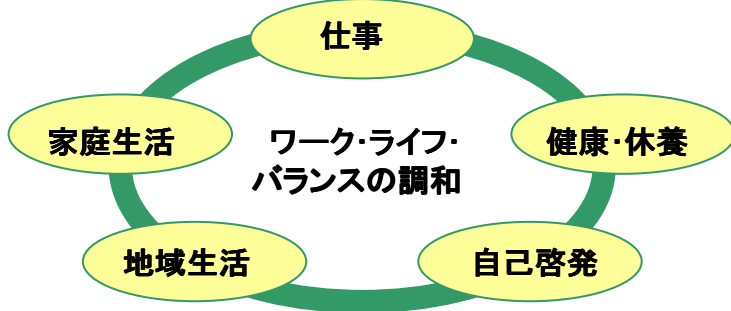 仕事
家庭生活
ワーク・ライフ・
バランスの調和
健康・休養
地域生活
自己啓発